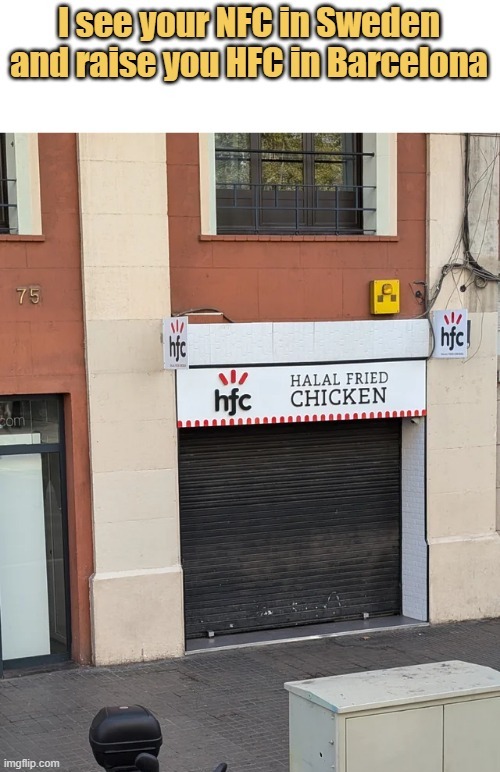 I see your NFC in Sweden
and raise you HFC in Barcelona
75
hfc
hfc
hfc
HALAL FRIED
CHICKEN
com
imgflip.com